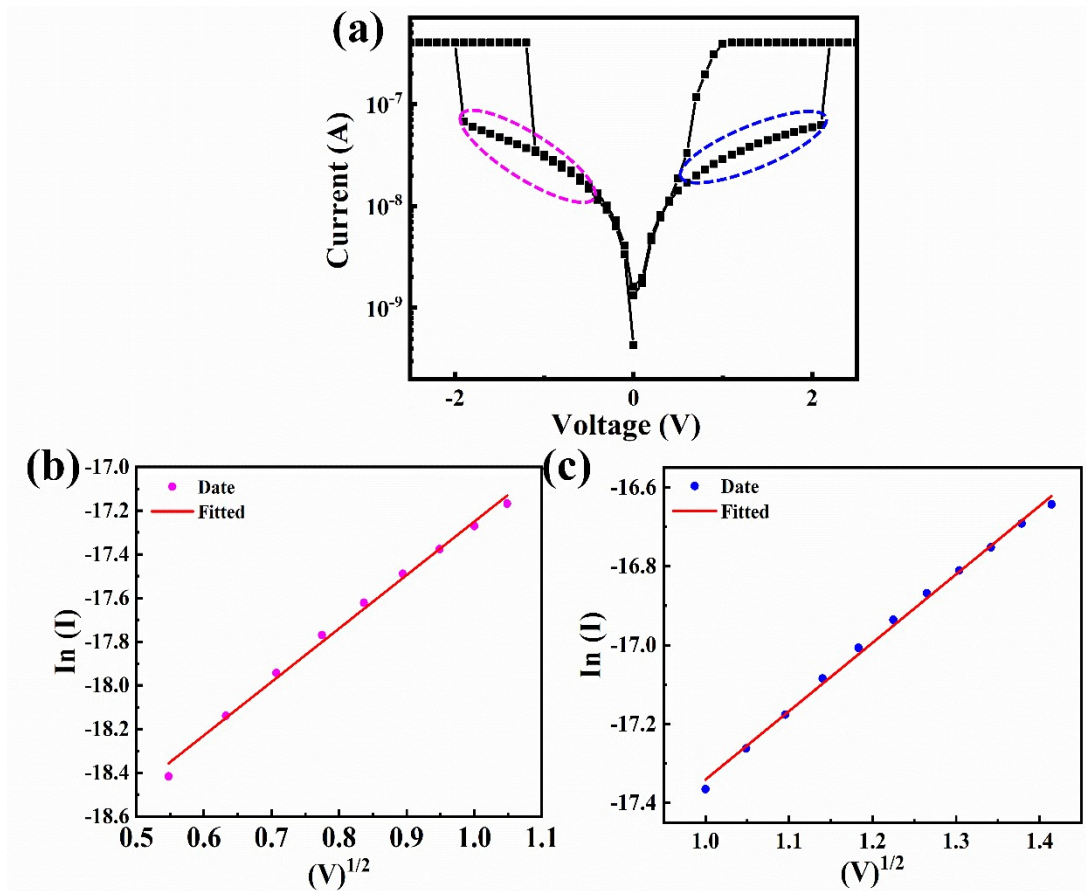 (a)
Current (A)
10^-7
10^-8
10^-9
-2
0
2
Voltage (V)
(b)
In (I)
-17.0
-17.2
-17.4
-17.6
-17.8
-18.0
-18.2
-18.4
-18.6
Date
Fitted
0.5 0.6 0.7 0.8 0.9 1.0 1.1
(V)^1/2
(c)
In (I)
-16.6
-16.8
-17.0
-17.2
-17.4
Date
Fitted
1.0 1.1 1.2 1.3 1.4
(V)^1/2